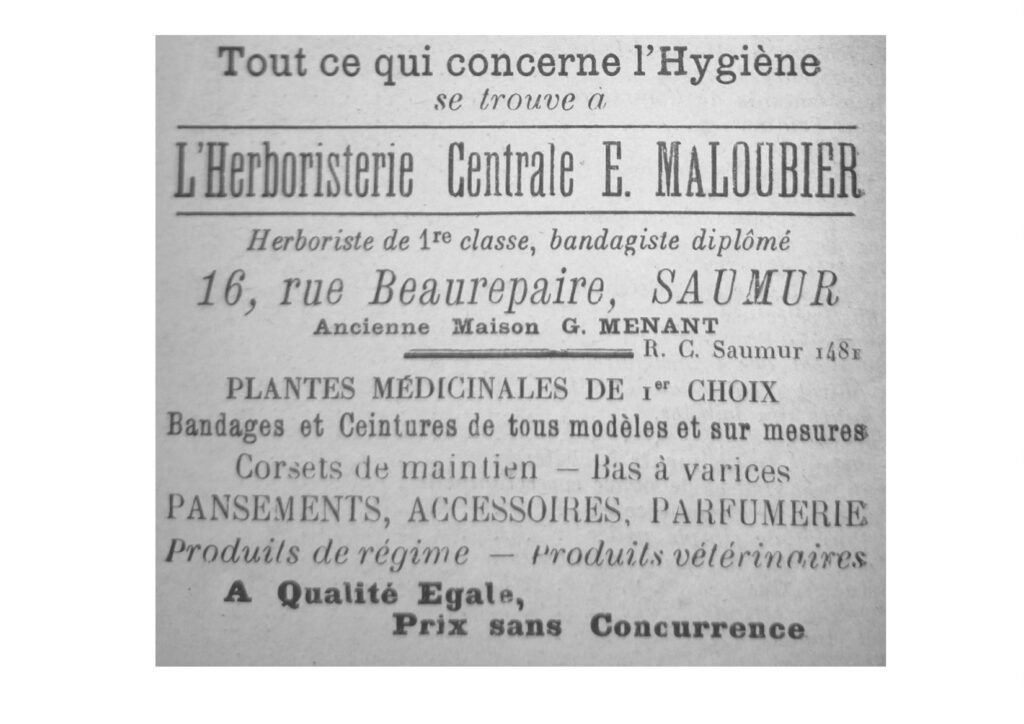 Tout ce qui concerne l'Hygiène
se trouve à
L'Herboristerie Centrale E. MALOUBIER
Herboriste de 1re classe, bandagiste diplômé
16, rue Beaurepaire, SAUMUR
Ancienne Maison G. MENANT
R. C. Saumur
PLANTES MÉDICINALES DE 1er CHOIX
Bandages et Ceintures de tous modèles et sur mesures
Corsets de maintien — Bas à varices
PANSEMENTS, ACCESSOIRES, PARFUMERIE
Produits de régime — Produits vétérinaires
A Qualité Egale,
Prix sans Concurrence